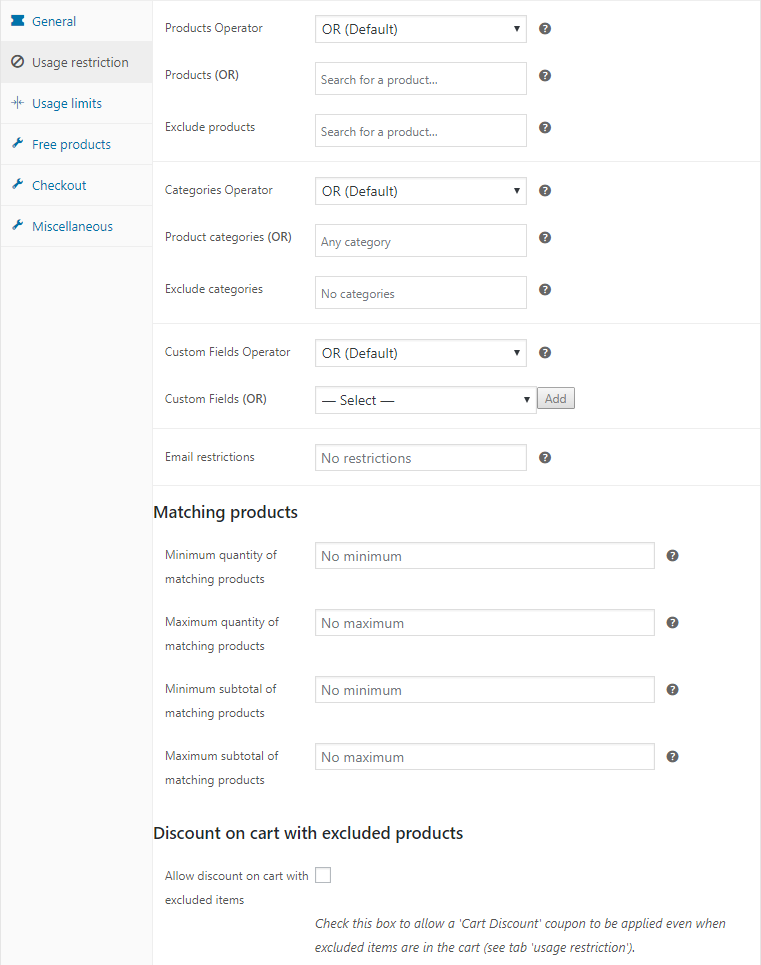 General
Usage restriction
Usage limits
Free products
Checkout
Miscellaneous
Products Operator
OR (Default)
Products (OR)
Search for a product...
Exclude products
Search for a product...
Categories Operator
OR (Default)
Product categories (OR)
Any category
Exclude categories
No categories
Custom Fields Operator
OR (Default)
Custom Fields (OR)
— Select —
Add
Email restrictions
No restrictions
Matching products
Minimum quantity of
matching products
No minimum
Maximum quantity of
matching products
No maximum
Minimum subtotal of
matching products
No minimum
Maximum subtotal of
matching products
No maximum
Discount on cart with excluded products
Allow discount on cart with
excluded items
Check this box to allow a 'Cart Discount' coupon to be applied even when
excluded items are in the cart (see tab 'usage restriction').